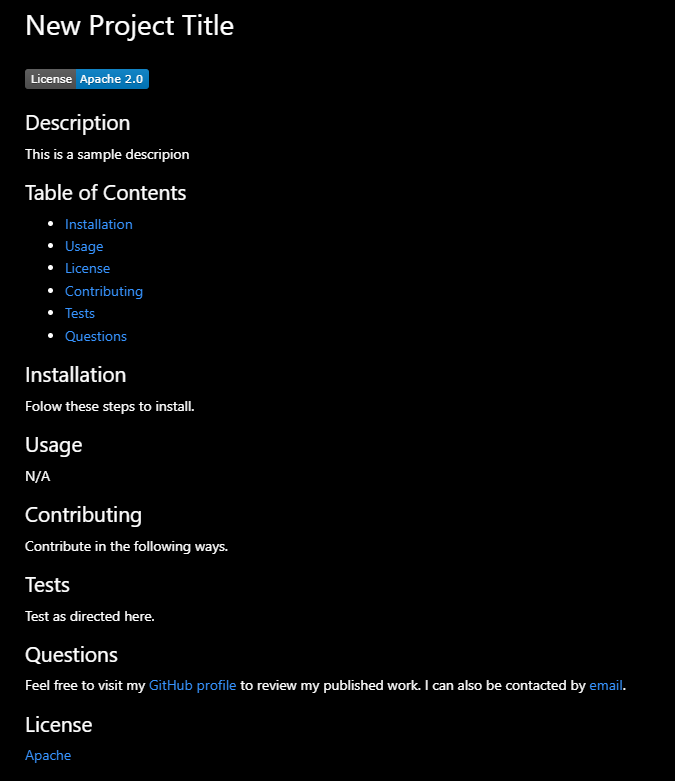 New Project Title
License Apache 2.0
Description
This is a sample descripion
Table of Contents
Installation
Usage
License
Contributing
Tests
Questions
Installation
Folow these steps to install.
Usage
N/A
Contributing
Contribute in the following ways.
Tests
Test as directed here.
Questions
Feel free to visit my GitHub profile to review my published work. I can also be contacted by email.
License
Apache